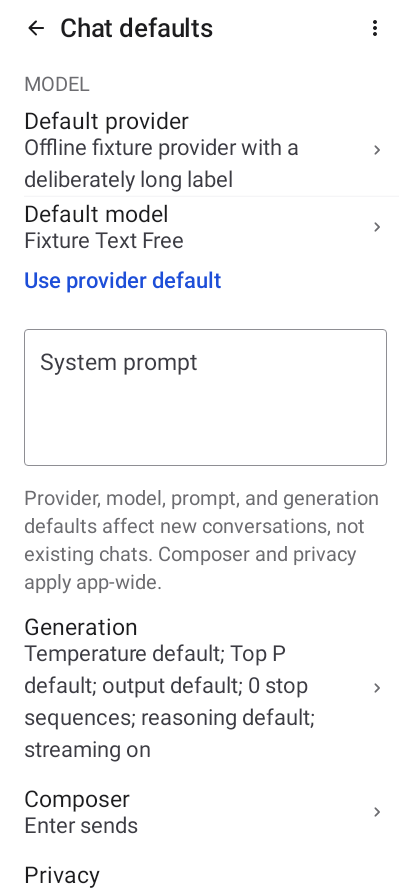 Chat defaults
MODEL
Default provider
Offline fixture provider with a
deliberately long label
Default model
Fixture Text Free
Use provider default
System prompt
Provider, model, prompt, and generation
defaults affect new conversations, not
existing chats. Composer and privacy
apply app-wide.
Generation
Temperature default; Top P
default; output default; 0 stop
sequences; reasoning default;
streaming on
Composer
Enter sends
Privacy